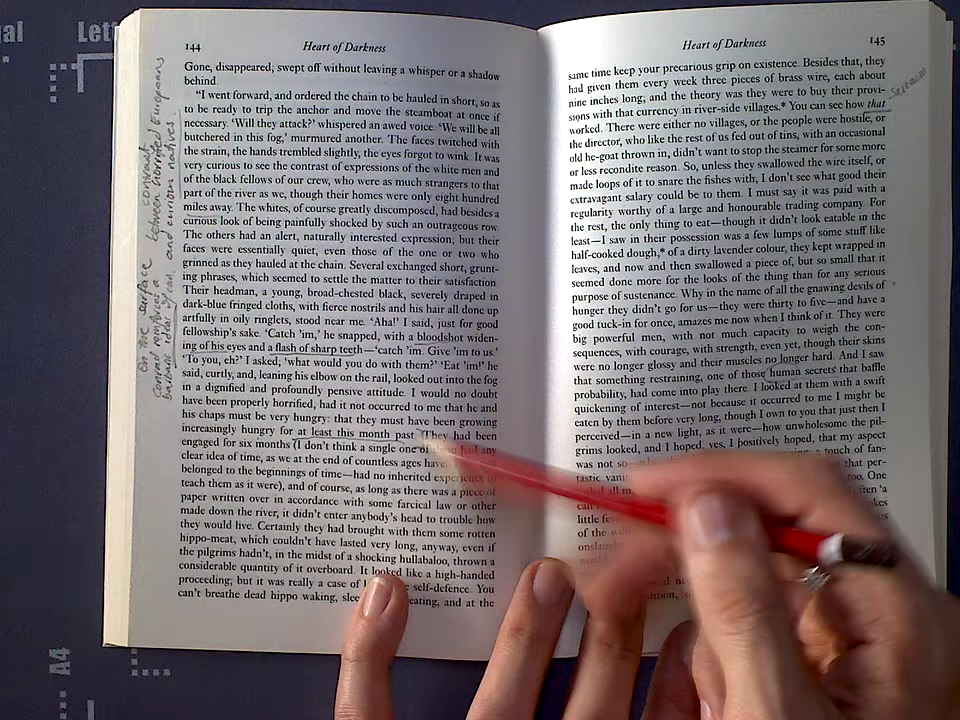 gal
Lett
A4
144
Heart of Darkness
Gone, disappeared, swept off without leaving a whisper or a shadow
behind.
“I went forward, and ordered the chain to be hauled in short, so as
to be ready to trip the anchor and move the steamboat at once if
necessary. ‘Will they attack?’ whispered an awed voice. ‘We will be all
butchered in this fog,’ murmured another. The faces twitched with
the strain, the hands trembled slightly, the eyes forgot to wink. It was
very curious to see the contrast of expressions of the white men and
of the black fellows of our crew, who were as much strangers to that
part of the river as we, though their homes were only eight hundred
miles away. The whites, of course greatly discomposed, had besides a
curious look of being painfully shocked by such an outrageous row.
The others had an alert, naturally interested expression, but their
faces were essentially quiet, even those of the one or two who
grinned as they hauled at the chain. Several exchanged short, grunt-
ing phrases, which seemed to settle the matter to their satisfaction.
Their headman, a young, broad-chested black, severely draped in
dark-blue fringed cloths, with fierce nostrils and his hair all done up
artfully in oily ringlets, stood near me. ‘Aha!’ I said, just for good
fellowship's sake. ‘Catch 'im,’ he snapped, with a bloodshot widen-
ing of his eyes and a flash of sharp teeth—‘catch 'im. Give 'im to us.’
‘To you, eh?’ I asked; ‘what would you do with them?’ ‘Eat 'im!’ he
said, curtly, and, leaning his elbow on the rail, looked out into the fog
in a dignified and profoundly pensive attitude. I would no doubt
have been properly horrified, had it not occurred to me that he and
his chaps must be very hungry: that they must have been growing
increasingly hungry for at least this month past. They had been
engaged for six months (I don't think a single one of them had any
clear idea of time, as we at the end of countless ages have.
belonged to the beginnings of time—had no inherited experience
teach them as it were), and of course, as long as there was a piece of
paper written over in accordance with some farcical law or other
made down the river, it didn't enter anybody's head to trouble how
they would live. Certainly they had brought with them some rotten
hippo-meat, which couldn't have lasted very long, anyway, even if
the pilgrims hadn't, in the midst of a shocking hullabaloo, thrown a
considerable quantity of it overboard. It looked like a high-handed
proceeding; but it was really a case of self-defence. You
can't breathe dead hippo waking, eating, and at the
On the surface
Conrad reinforces a contrast
between horrified Europeans
and curious natives
145
Heart of Darkness
same time keep your precarious grip on existence. Besides that, they
had given them every week three pieces of brass wire, each about
nine inches long; and the theory was they were to buy their provi-
sions with that currency in river-side villages.* You can see how that
worked. There were either no villages, or the people were hostile, or
the director, who like the rest of us fed out of tins, with an occasional
old he-goat thrown in, didn't want to stop the steamer for some more
or less recondite reason. So, unless they swallowed the wire itself, or
made loops of it to snare the fishes with, I don't see what good their
extravagant salary could be to them. I must say it was paid with a
regularity worthy of a large and honourable trading company. For
the rest, the only thing to eat—though it didn't look eatable in the
least—I saw in their possession was a few lumps of some stuff like
half-cooked dough,* of a dirty lavender colour, they kept wrapped in
leaves, and now and then swallowed a piece of, but so small that it
seemed done more for the looks of the thing than for any serious
purpose of sustenance. Why in the name of all the gnawing devils of
hunger they didn't go for us—they were thirty to five—and have a
good tuck-in for once, amazes me now when I think of it. They were
big powerful men, with not much capacity to weigh the con-
sequences, with courage, with strength, even yet, though their skins
were no longer glossy and their muscles no longer hard. And I saw
that something restraining, one of those human secrets that baffle
probability, had come into play there. I looked at them with a swift
quickening of interest—not because it occurred to me I might be
eaten by them before very long, though I own to you that just then I
perceived—in a new light, as it were—how unwholesome the pil-
grims looked, and I hoped, yes, I positively hoped, that my aspect
was not so— a touch of fan-
tastic that per-
too. One
often ‘a
little
of the
sarcasm